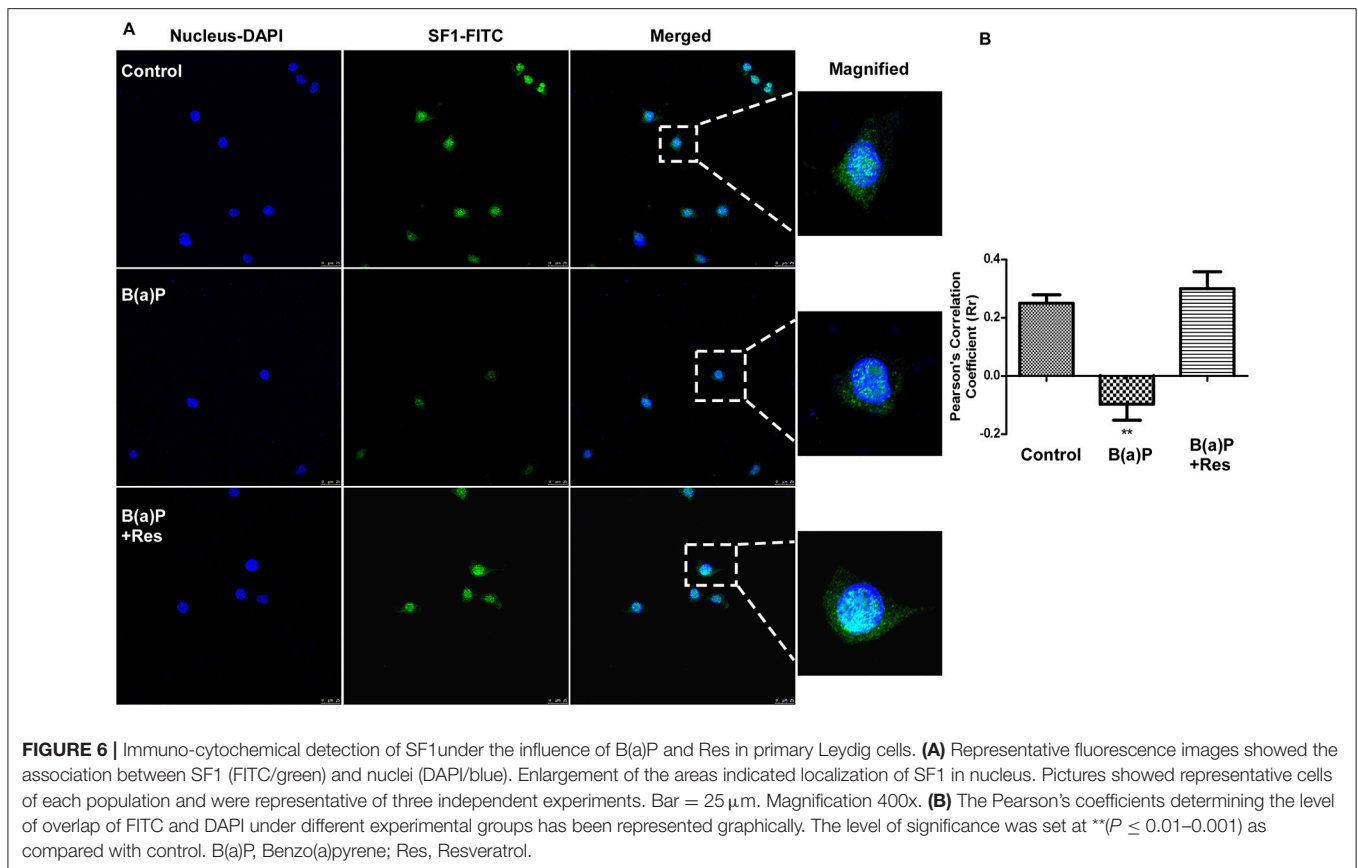 A
Nucleus-DAPI
SF1-FITC
Merged
Control
Magnified
B(a)P
B(a)P
+Res
B
Pearson's Correlation
Coefficient (Rr)
0.4
0.2
0.0
-0.2
**
Control
B(a)P
B(a)P
+Res
FIGURE 6 | Immuno-cytochemical detection of SF1under the influence of B(a)P and Res in primary Leydig cells. (A) Representative fluorescence images showed the
association between SF1 (FITC/green) and nuclei (DAPI/blue). Enlargement of the areas indicated localization of SF1 in nucleus. Pictures showed representative cells
of each population and were representative of three independent experiments. Bar = 25 μm. Magnification 400x. (B) The Pearson's coefficients determining the level
of overlap of FITC and DAPI under different experimental groups has been represented graphically. The level of significance was set at **(P ≤ 0.01–0.001) as
compared with control. B(a)P, Benzo(a)pyrene; Res, Resveratrol.